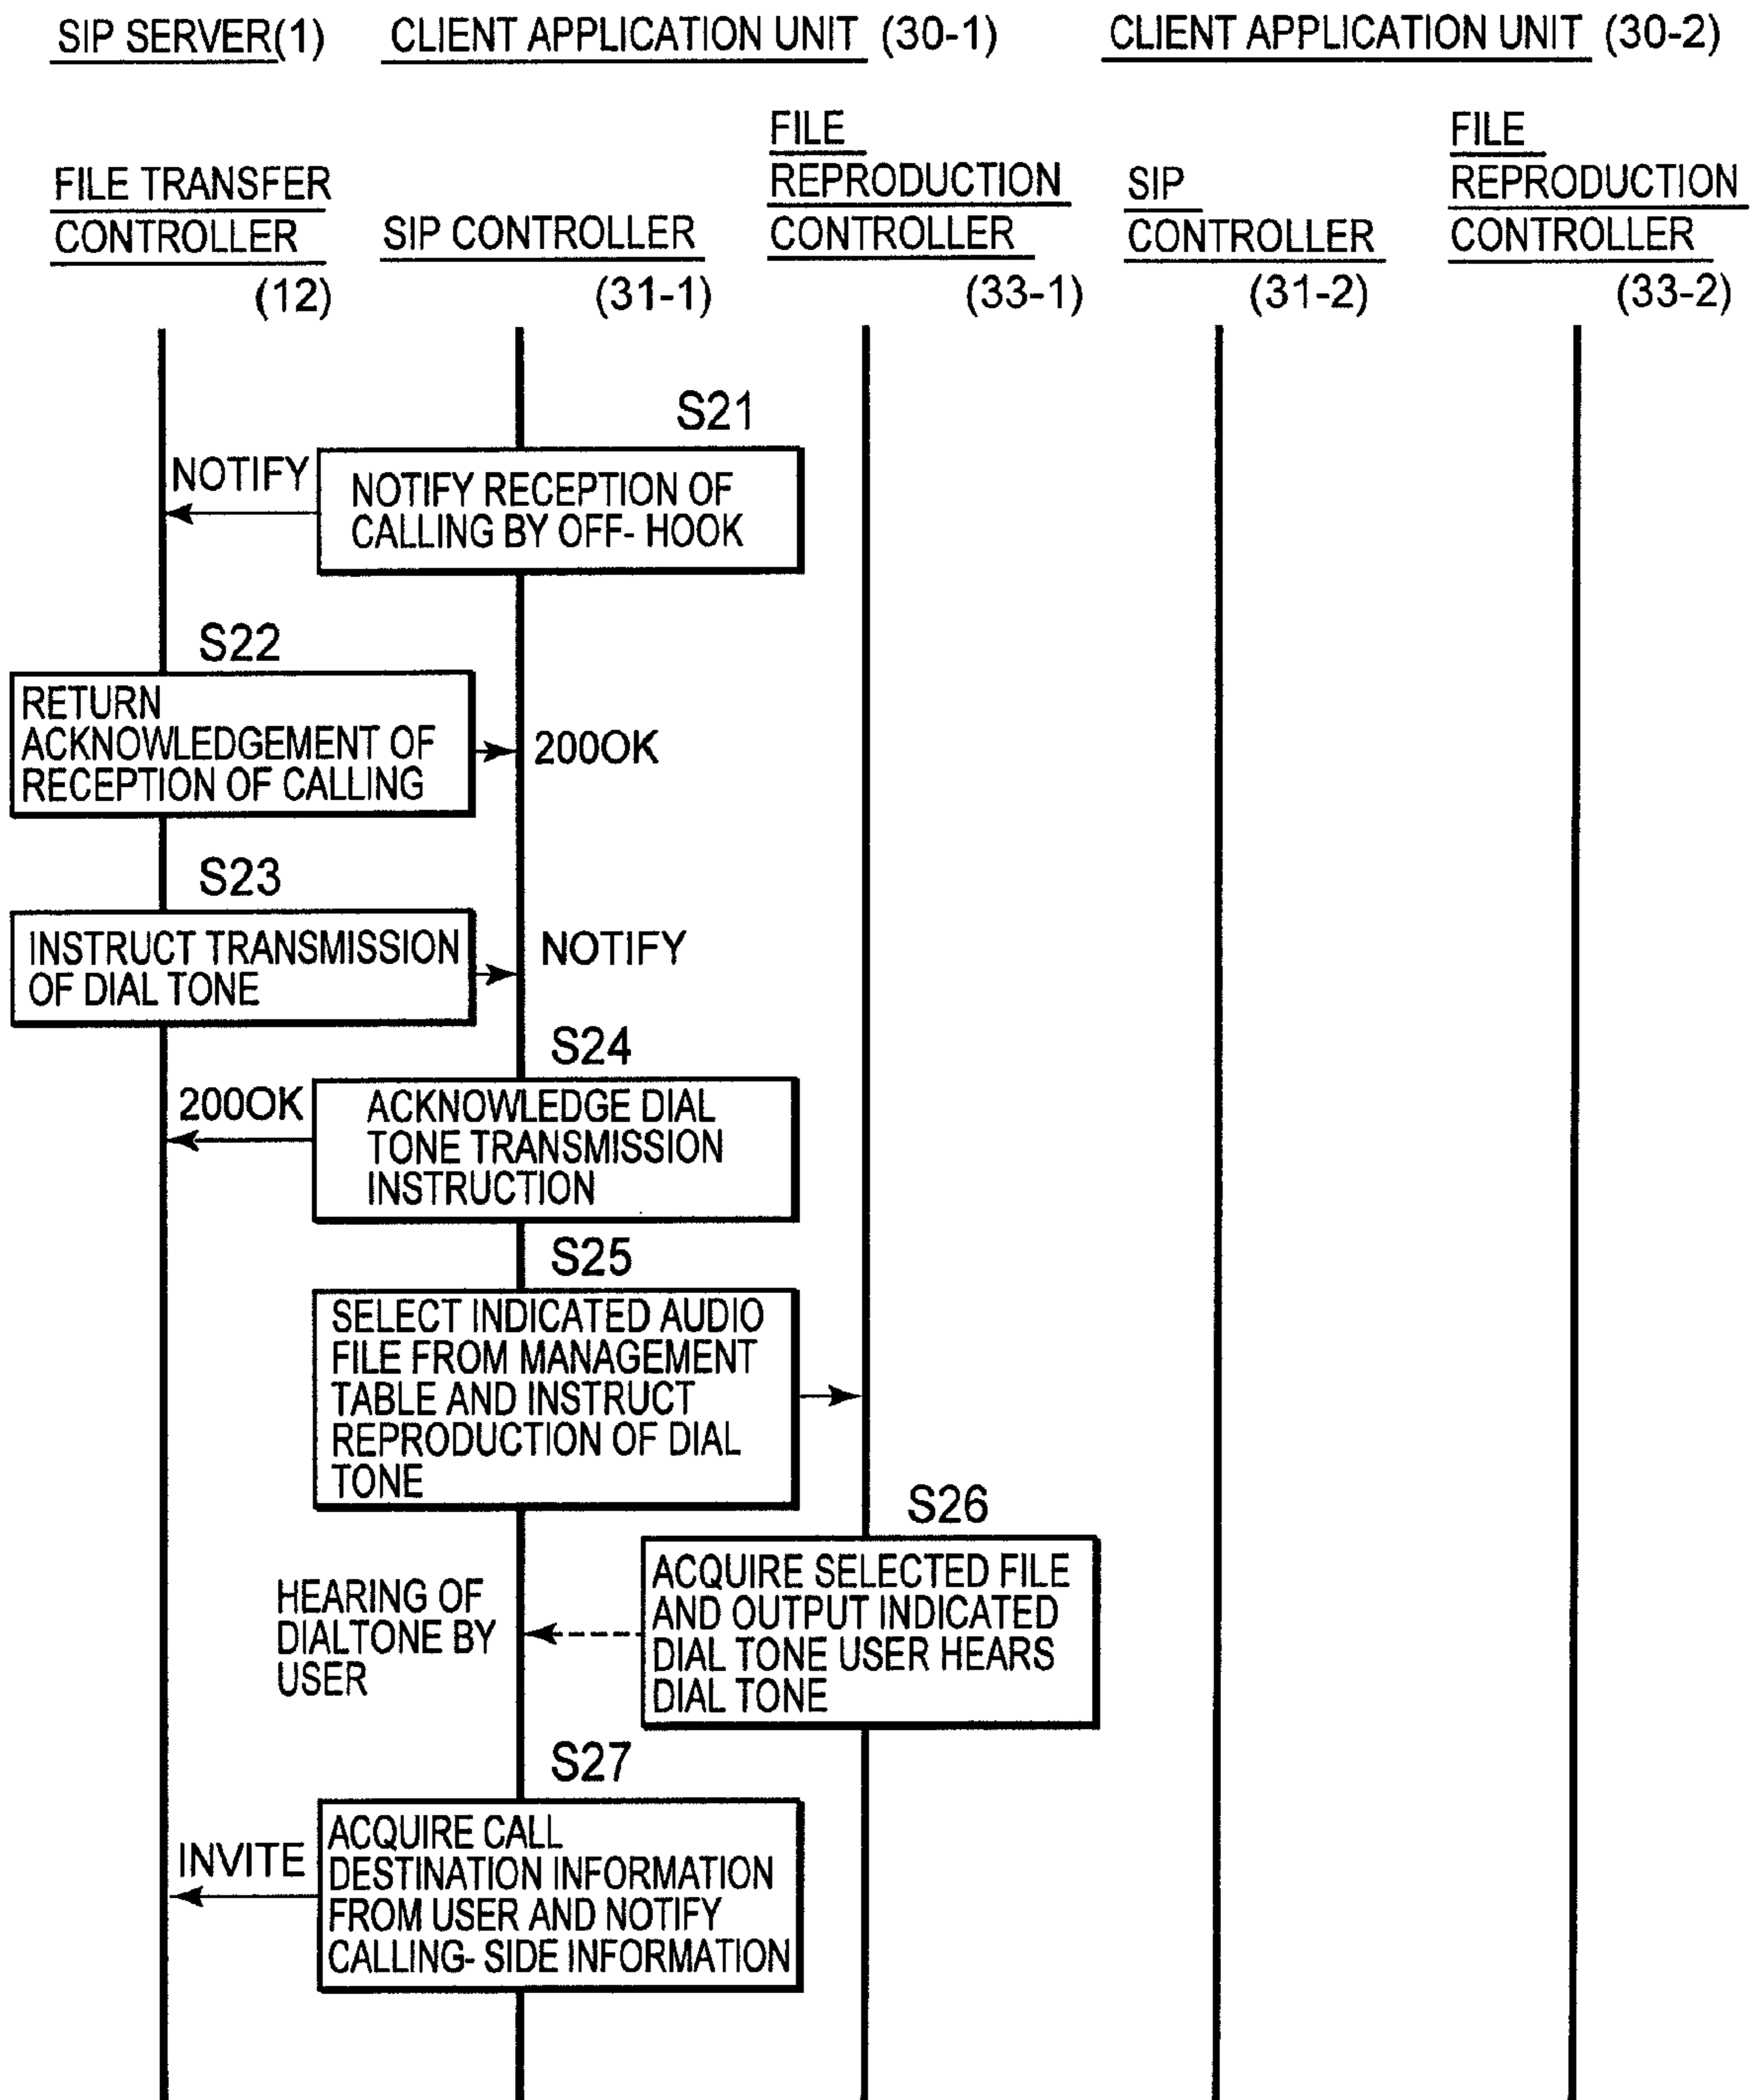 SIP SERVER(1)
CLIENT APPLICATION UNIT (30-1)
CLIENT APPLICATION UNIT (30-2)
FILE TRANSFER
CONTROLLER
(12)
SIP CONTROLLER
(31-1)
FILE
REPRODUCTION
CONTROLLER
(33-1)
SIP
CONTROLLER
(31-2)
FILE
REPRODUCTION
CONTROLLER
(33-2)
S21
NOTIFY
NOTIFY RECEPTION OF
CALLING BY OFF- HOOK
S22
RETURN
ACKNOWLEDGEMENT OF
RECEPTION OF CALLING
200OK
S23
INSTRUCT TRANSMISSION
OF DIAL TONE
NOTIFY
S24
200OK
ACKNOWLEDGE DIAL
TONE TRANSMISSION
INSTRUCTION
S25
SELECT INDICATED AUDIO
FILE FROM MANAGEMENT
TABLE AND INSTRUCT
REPRODUCTION OF DIAL
TONE
S26
HEARING OF
DIALTONE BY
USER
ACQUIRE SELECTED FILE
AND OUTPUT INDICATED
DIAL TONE USER HEARS
DIAL TONE
S27
INVITE
ACQUIRE CALL
DESTINATION INFORMATION
FROM USER AND NOTIFY
CALLING- SIDE INFORMATION